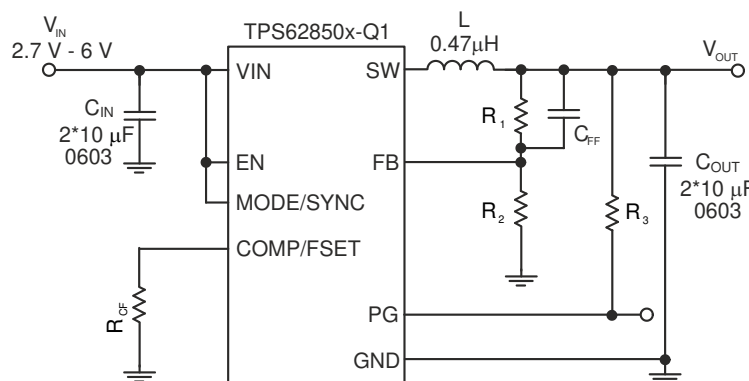 TPS62850x-Q1
V_IN
2.7 V - 6 V
VIN
SW
L
0.47μH
V_OUT
C_IN
2*10 μF
0603
R_1
C_FF
EN
FB
C_OUT
2*10 μF
0603
MODE/SYNC
R_2
R_3
COMP/FSET
R_CF
PG
GND